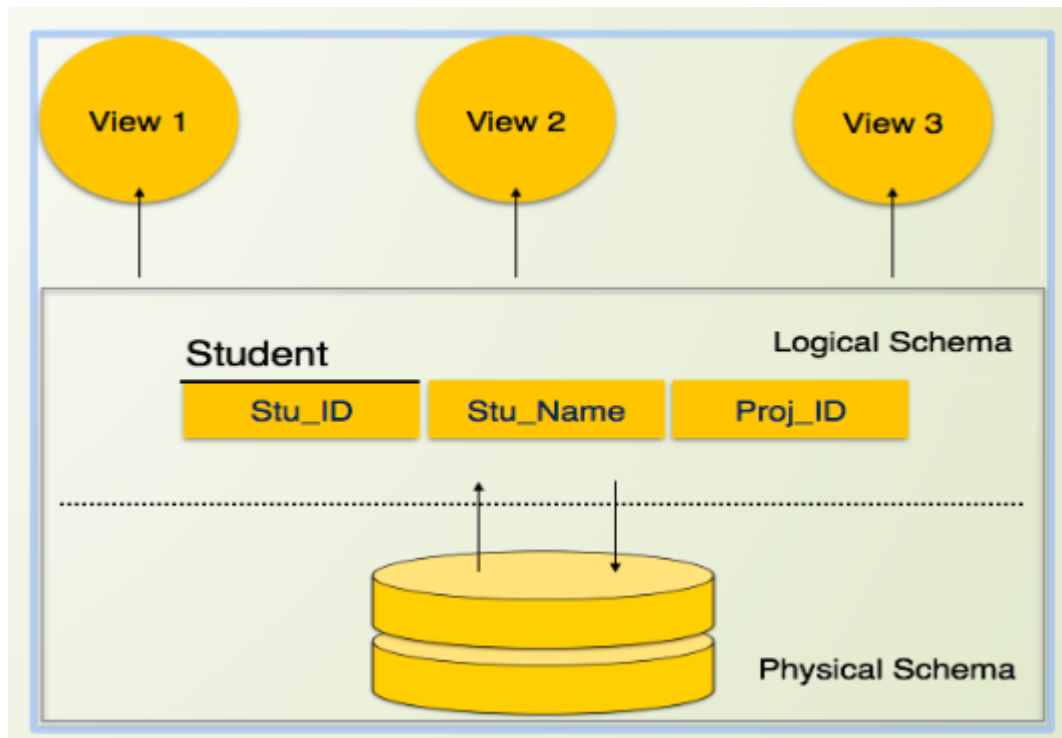 View 1
View 2
View 3
Logical Schema
Student
Stu_ID
Stu_Name
Proj_ID
Physical Schema